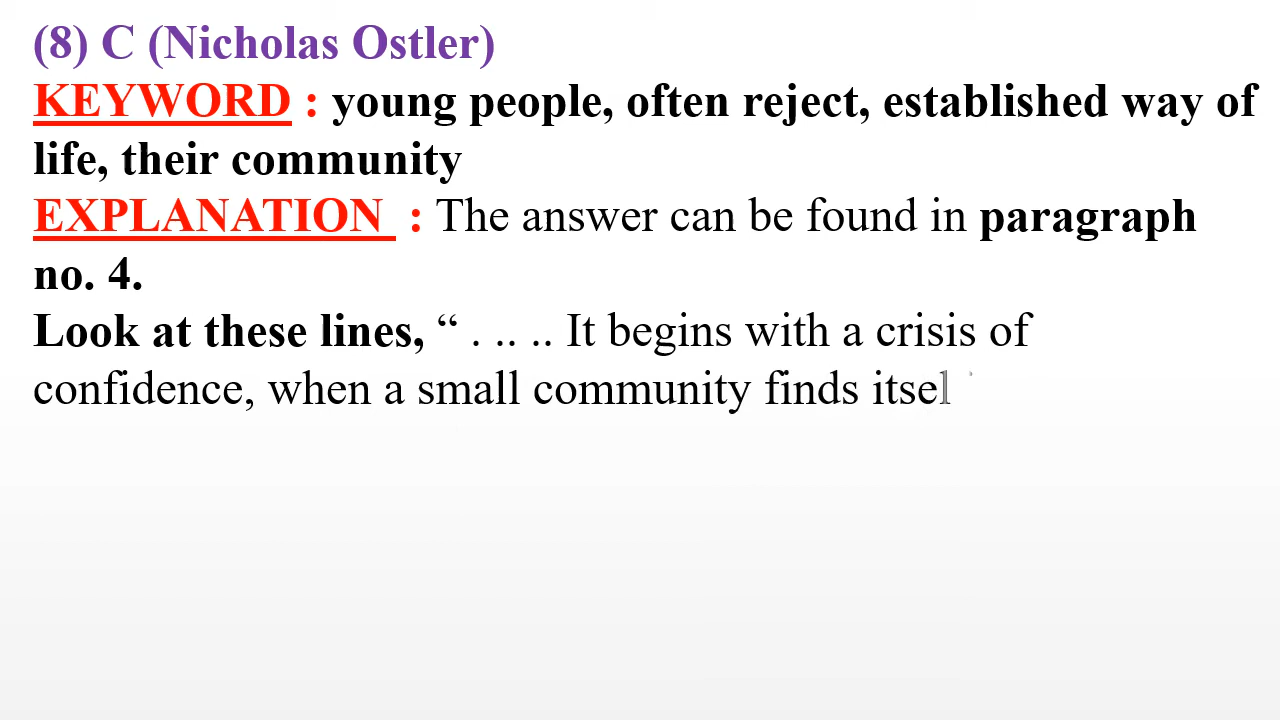 (8) C (Nicholas Ostler)
KEYWORD : young people, often reject, established way of
life, their community
EXPLANATION : The answer can be found in paragraph
no. 4.
Look at these lines, “ . .. .. It begins with a crisis of
confidence, when a small community finds itsel